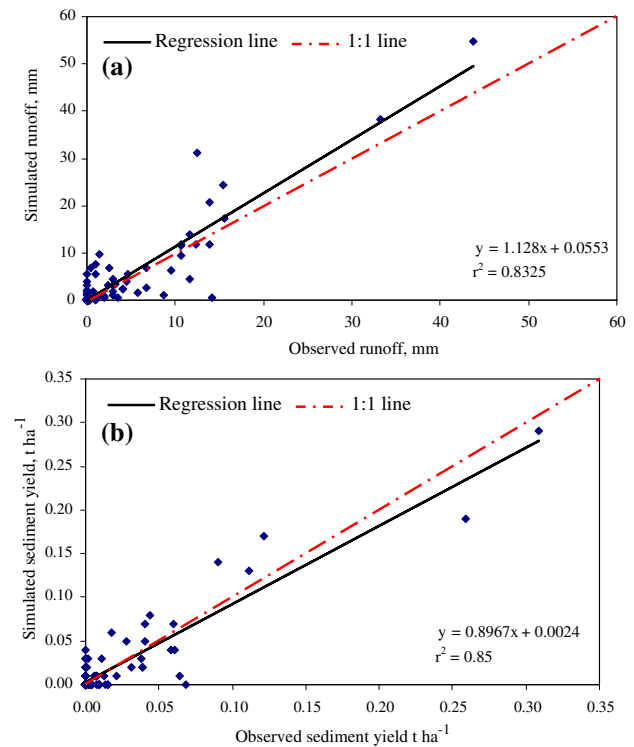 60
Regression line
1:1 line
(a)
50
40
30
20
10
0
Simulated runoff, mm
y = 1.128x + 0.0553
r² = 0.8325
0 10 20 30 40 50 60
Observed runoff, mm
0.35
Regression line
1:1 line
(b)
0.30
0.25
0.20
0.15
0.10
0.05
0.00
Simulated sediment yield, t ha⁻¹
y = 0.8967x + 0.0024
r² = 0.85
0.00 0.05 0.10 0.15 0.20 0.25 0.30 0.35
Observed sediment yield t ha⁻¹